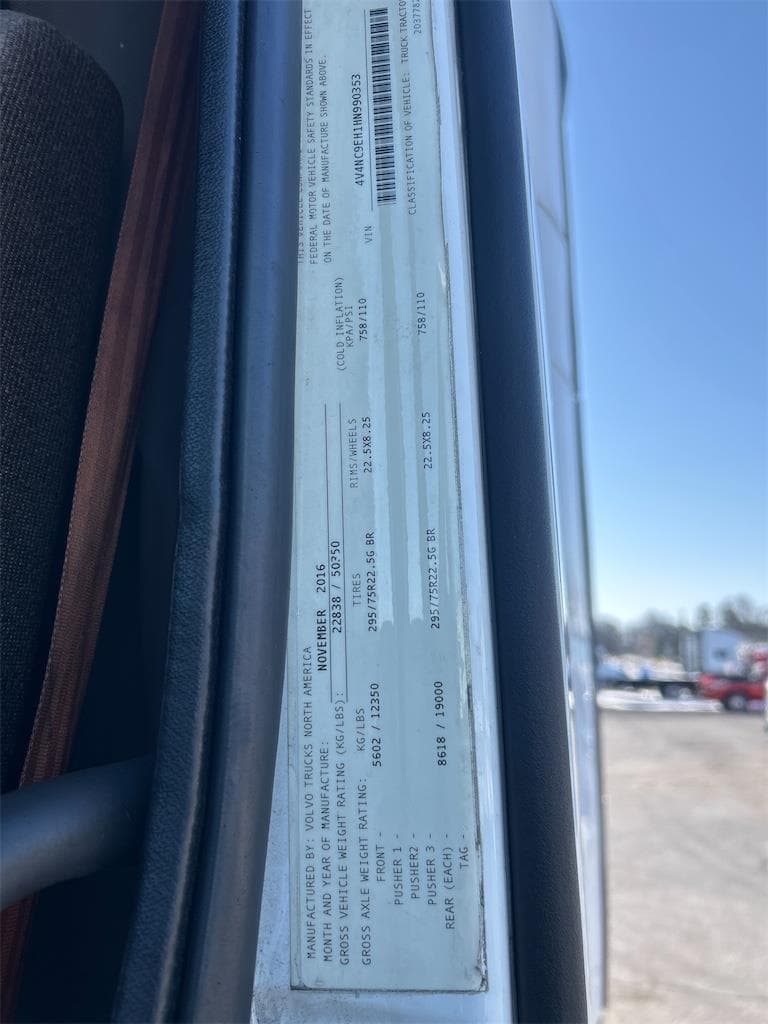 MANUFACTURED BY: VOLVO TRUCKS NORTH AMERICA
MONTH AND YEAR OF MANUFACTURE: NOVEMBER 2016
GROSS VEHICLE WEIGHT RATING (KG/LBS): 22838 / 50350
GROSS AXLE WEIGHT RATING: KG/LBS TIRES RIMS/WHEELS (COLD INFLATION) KPA/PSI
FRONT - 5602 / 12350 295/75R22.5G BR 22.5X8.25 758/110
PUSHER 1 -
PUSHER2 -
PUSHER 3 -
REAR (EACH) - 8618 / 19000 295/75R22.5G BR 22.5X8.25 758/110
TAG -
FEDERAL MOTOR VEHICLE SAFETY STANDARDS IN EFFECT
ON THE DATE OF MANUFACTURE SHOWN ABOVE.
VIN 4V4NC9EH1HN990353
CLASSIFICATION OF VEHICLE: TRUCK TRACTO
203778